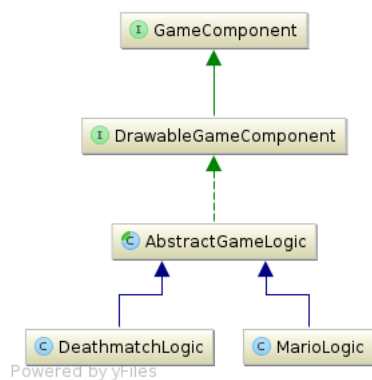 I GameComponent
I DrawableGameComponent
C AbstractGameLogic
C DeathmatchLogic
C MarioLogic
Powered by yFiles